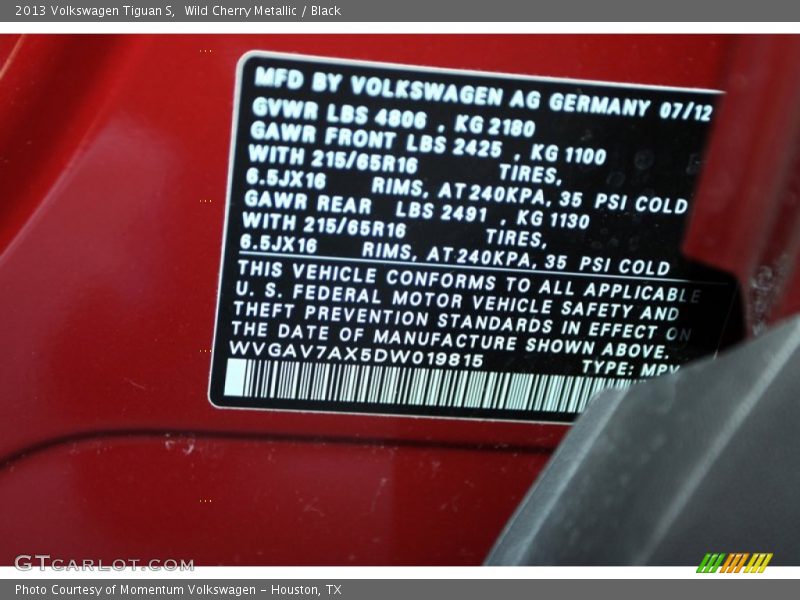 2013 Volkswagen Tiguan S, Wild Cherry Metallic / Black
MFD BY VOLKSWAGEN AG GERMANY 07/12
GVWR LBS 4806 , KG 2180
GAWR FRONT LBS 2425 , KG 1100
WITH 215/65R16 TIRES,
6.5JX16 RIMS, AT 240KPA, 35 PSI COLD
GAWR REAR LBS 2491 , KG 1130
WITH 215/65R16 TIRES,
6.5JX16 RIMS, AT 240KPA, 35 PSI COLD
THIS VEHICLE CONFORMS TO ALL APPLICABLE
U. S. FEDERAL MOTOR VEHICLE SAFETY AND
THEFT PREVENTION STANDARDS IN EFFECT ON
THE DATE OF MANUFACTURE SHOWN ABOVE.
WVGAV7AX5DW019815 TYPE: MPV
GTCARLOT.COM
Photo Courtesy of Momentum Volkswagen - Houston, TX